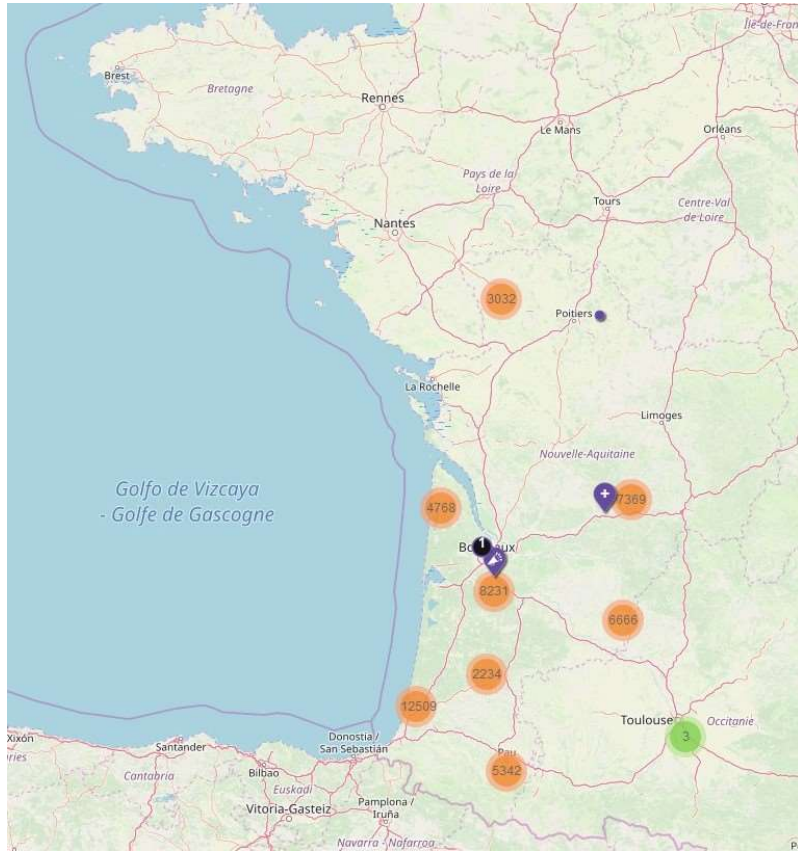 Île-de-Fran
Brest
Bretagne
Rennes
Le Mans
Orléans
Pays de la
Loire
Tours
Centre-Val
de Loire
Nantes
3032
Poitiers
La Rochelle
Limoges
Nouvelle-Aquitaine
Golfo de Vizcaya
- Golfe de Gascogne
4768
7369
1
Bo
ux
8231
6666
2234
12509
Toulouse
Occitanie
3
Xixón
ries
Santander
Donostia /
San Sebastián
Pau
5342
Bilbao
Cantabria
Euskadi
Vitoria-Gasteiz
Pamplona /
Iruña
Navarra - Nafarroa
P